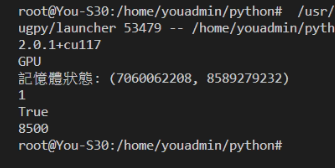 root@You-S30:/home/youadmin/python# /usr/
ugpy/launcher 53479 -- /home/youadmin/pyth
2.0.1+cu117
GPU
記憶體狀態: (7060062208, 8589279232)
1
True
8500
root@You-S30:/home/youadmin/python#